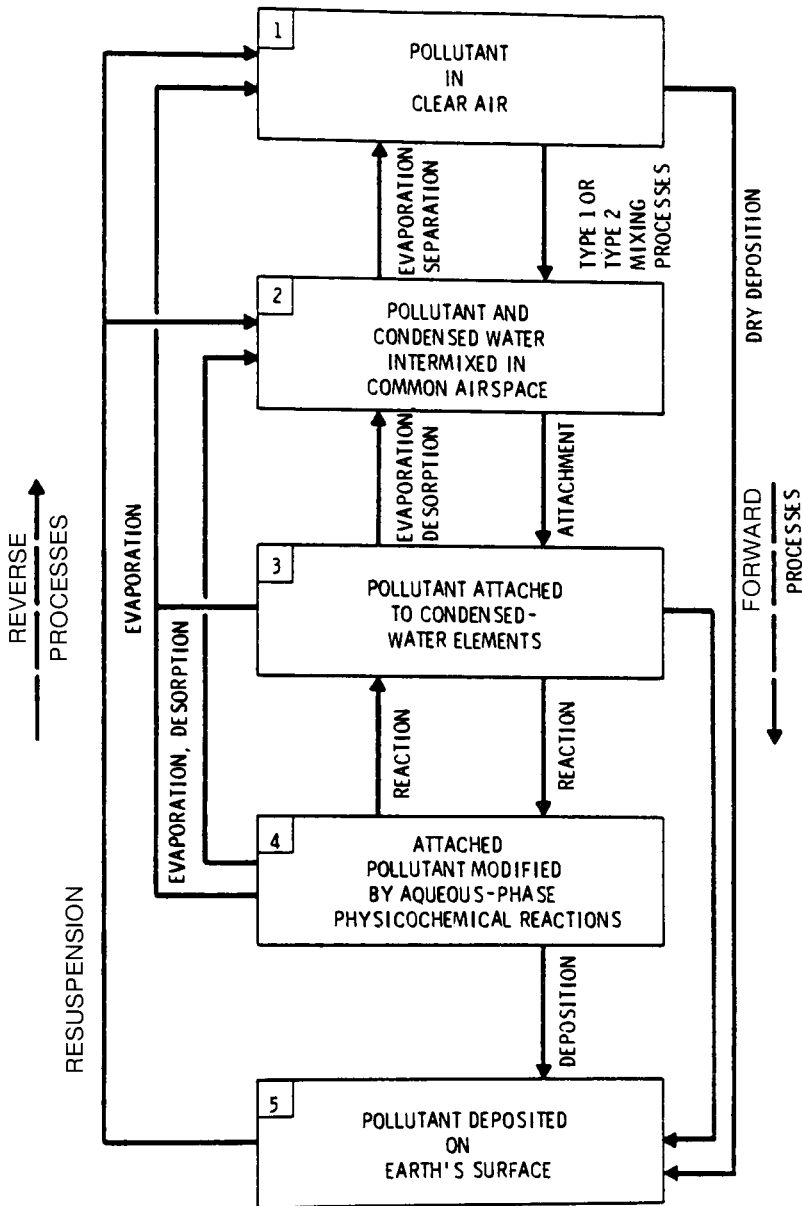 1
POLLUTANT
IN
CLEAR AIR
EVAPORATION
SEPARATION
TYPE 1 OR
TYPE 2
MIXING
PROCESSES
DRY DEPOSITION
2
POLLUTANT AND
CONDENSED WATER
INTERMIXED IN
COMMON AIRSPACE
EVAPORATION
DESORPTION
ATTACHMENT
REVERSE
PROCESSES
EVAPORATION
FORWARD
PROCESSES
3
POLLUTANT ATTACHED
TO CONDENSED-
WATER ELEMENTS
EVAPORATION, DESORPTION
REACTION
REACTION
4
ATTACHED
POLLUTANT MODIFIED
BY AQUEOUS-PHASE
PHYSICOCHEMICAL REACTIONS
RESUSPENSION
DEPOSITION
5
POLLUTANT DEPOSITED
ON
EARTH'S SURFACE